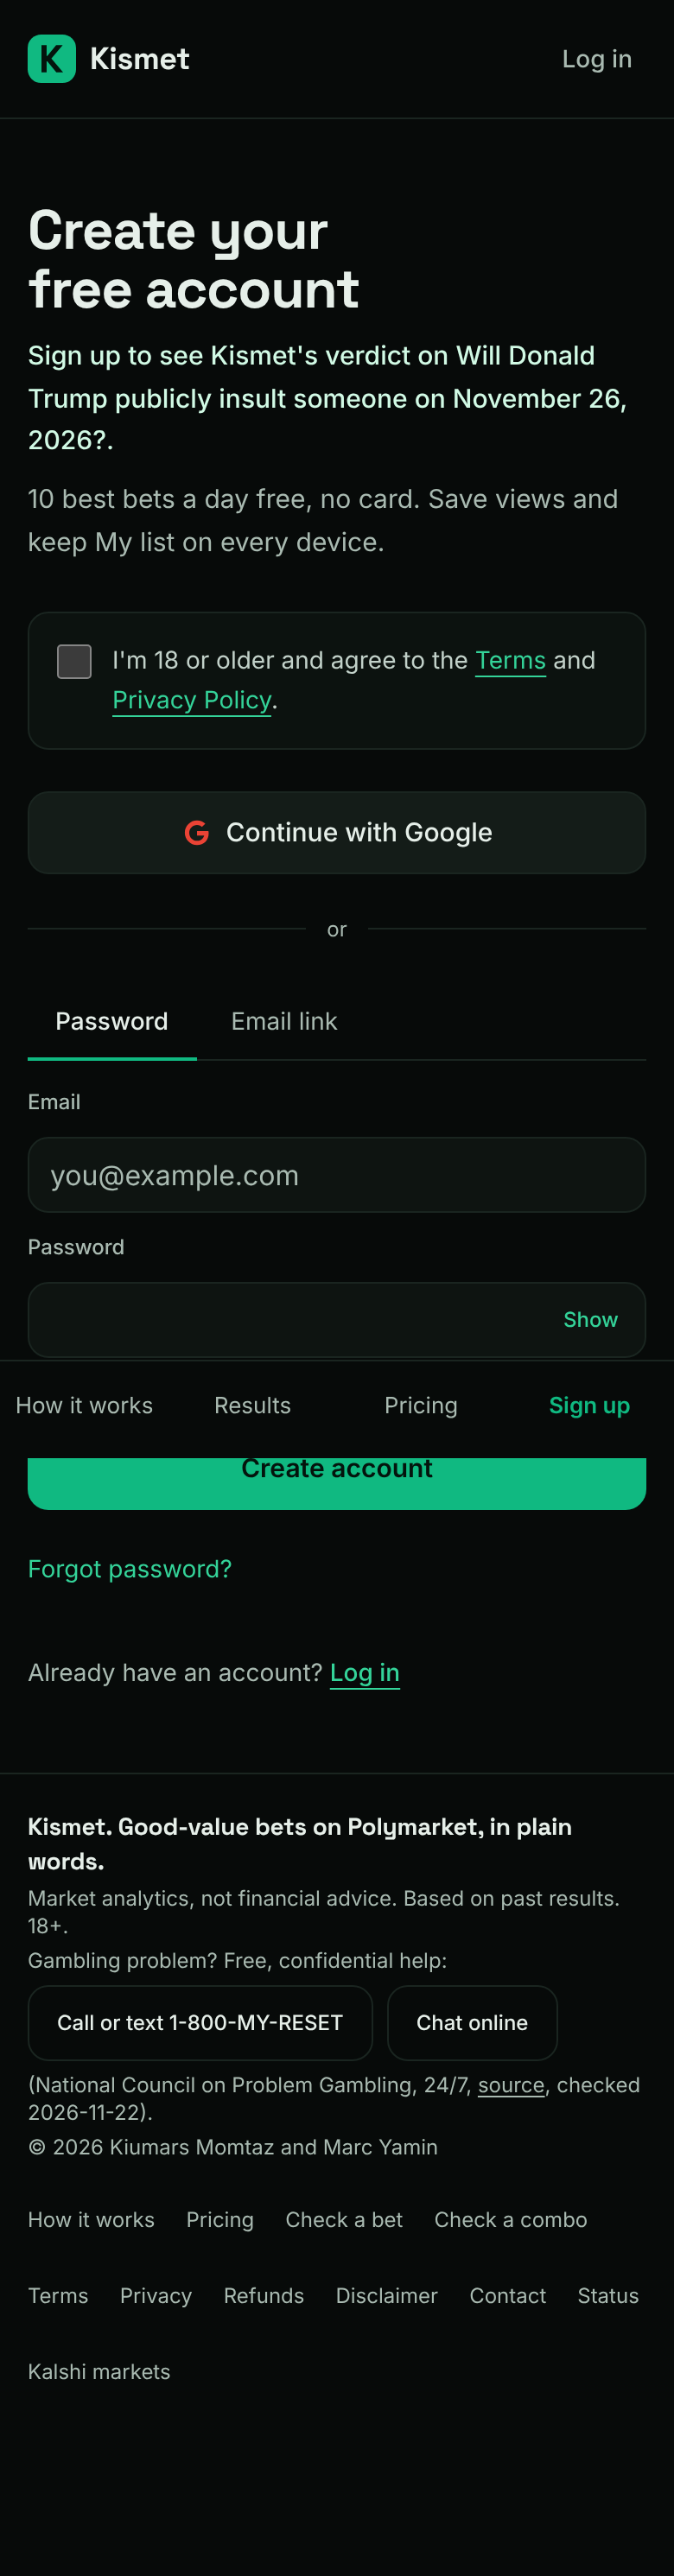 K Kismet
Log in
Create your
free account
Sign up to see Kismet's verdict on Will Donald
Trump publicly insult someone on November 26,
2026?.
10 best bets a day free, no card. Save views and
keep My list on every device.
I'm 18 or older and agree to the Terms and
Privacy Policy.
G Continue with Google
or
Password Email link
Email
you@example.com
Password
Show
How it works Results Pricing Sign up
Create account
Forgot password?
Already have an account? Log in
Kismet. Good-value bets on Polymarket, in plain
words.
Market analytics, not financial advice. Based on past results.
18+.
Gambling problem? Free, confidential help:
Call or text 1-800-MY-RESET Chat online
(National Council on Problem Gambling, 24/7, source, checked
2026-11-22).
© 2026 Kiumars Momtaz and Marc Yamin
How it works Pricing Check a bet Check a combo
Terms Privacy Refunds Disclaimer Contact Status
Kalshi markets